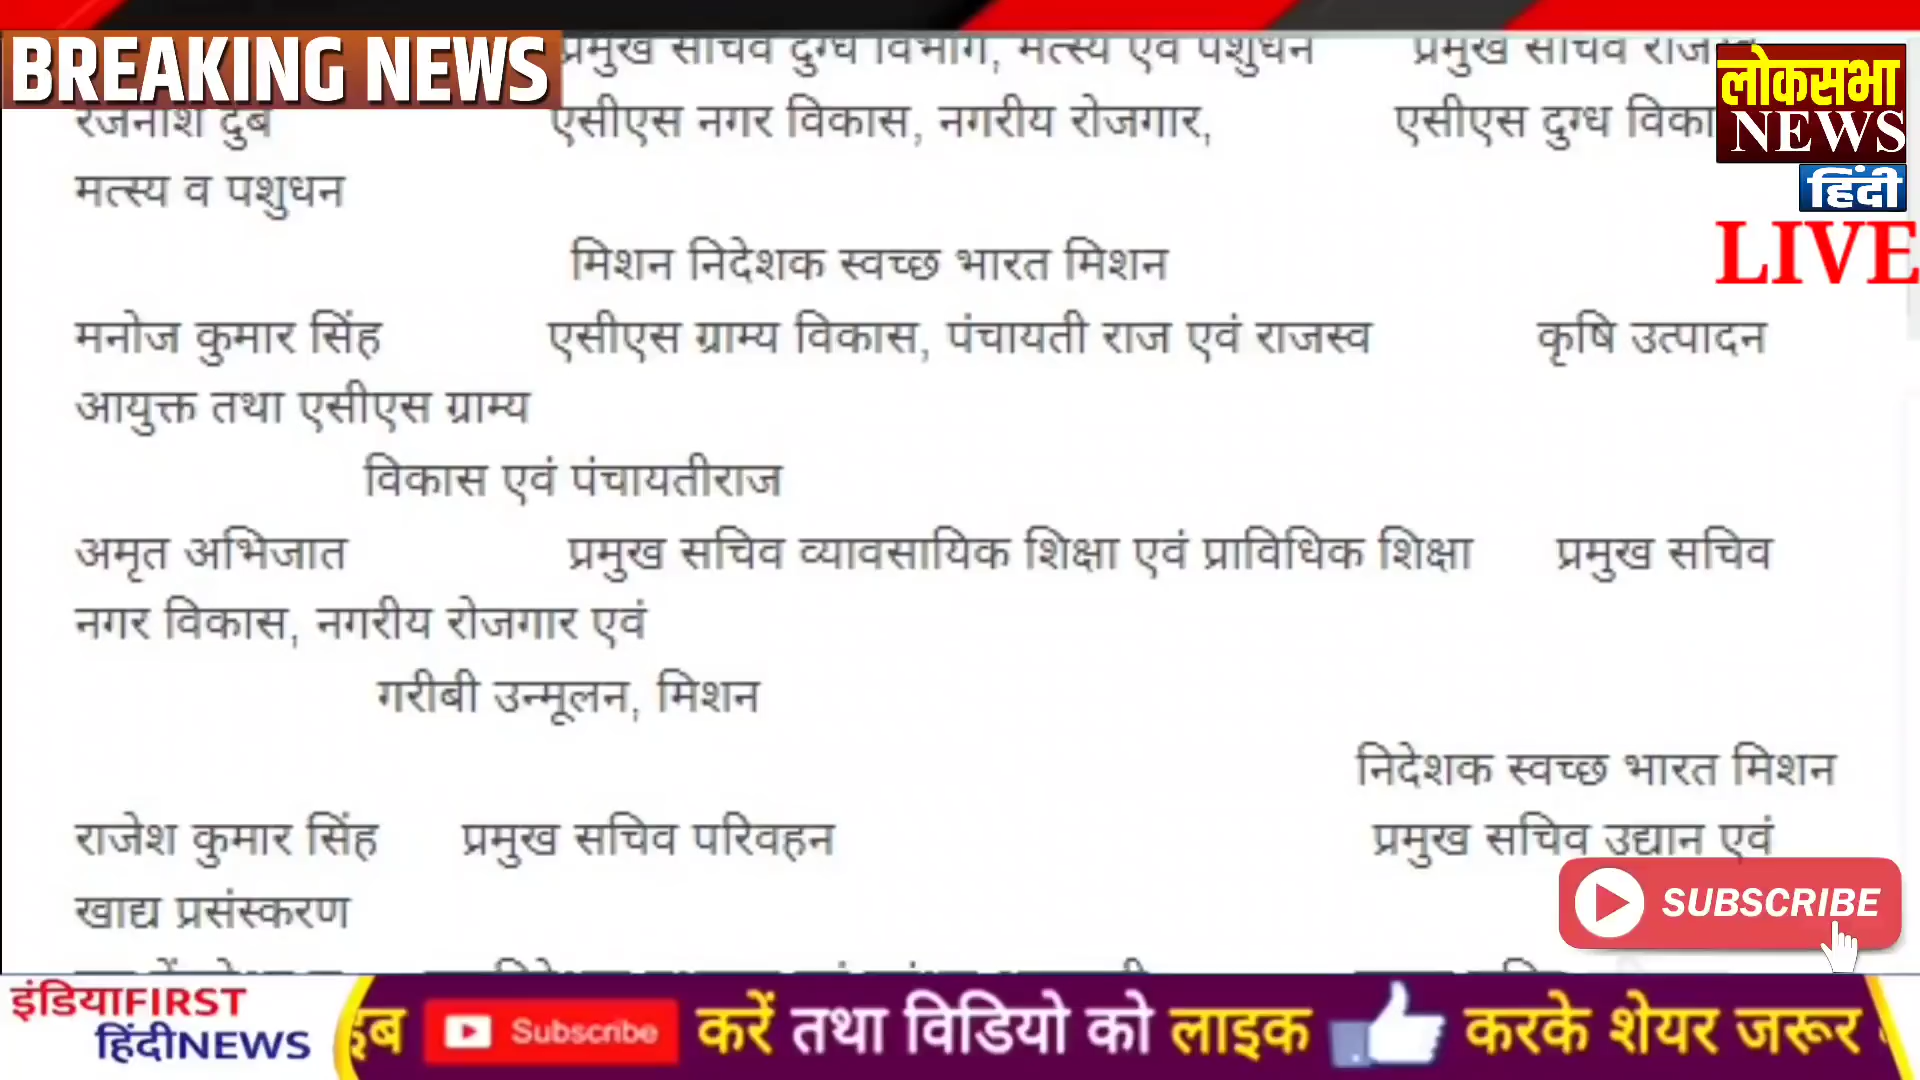 BREAKING NEWS
प्रमुख सचिव दुग्ध विभाग, मत्स्य एवं पशुधन प्रमुख सचिव
लोकसभा
NEWS
हिंदी
LIVE
रजनीश दुबे एसीएस नगर विकास, नगरीय रोजगार, एसीएस दुग्ध
मत्स्य व पशुधन
मिशन निदेशक स्वच्छ भारत मिशन
मनोज कुमार सिंह एसीएस ग्राम्य विकास, पंचायती राज एवं राजस्व कृषि उत्पादन
आयुक्त तथा एसीएस ग्राम्य
विकास एवं पंचायतीराज
अमृत अभिजात प्रमुख सचिव व्यावसायिक शिक्षा एवं प्राविधिक शिक्षा प्रमुख सचिव
नगर विकास, नगरीय रोजगार एवं
गरीबी उन्मूलन, मिशन
निदेशक स्वच्छ भारत मिशन
राजेश कुमार सिंह प्रमुख सचिव परिवहन प्रमुख सचिव उद्यान एवं
खाद्य प्रसंस्करण
SUBSCRIBE
इंडियाFIRST
हिंदीNEWS
Subscribe करें तथा विडियो को लाइक करके शेयर जरूर